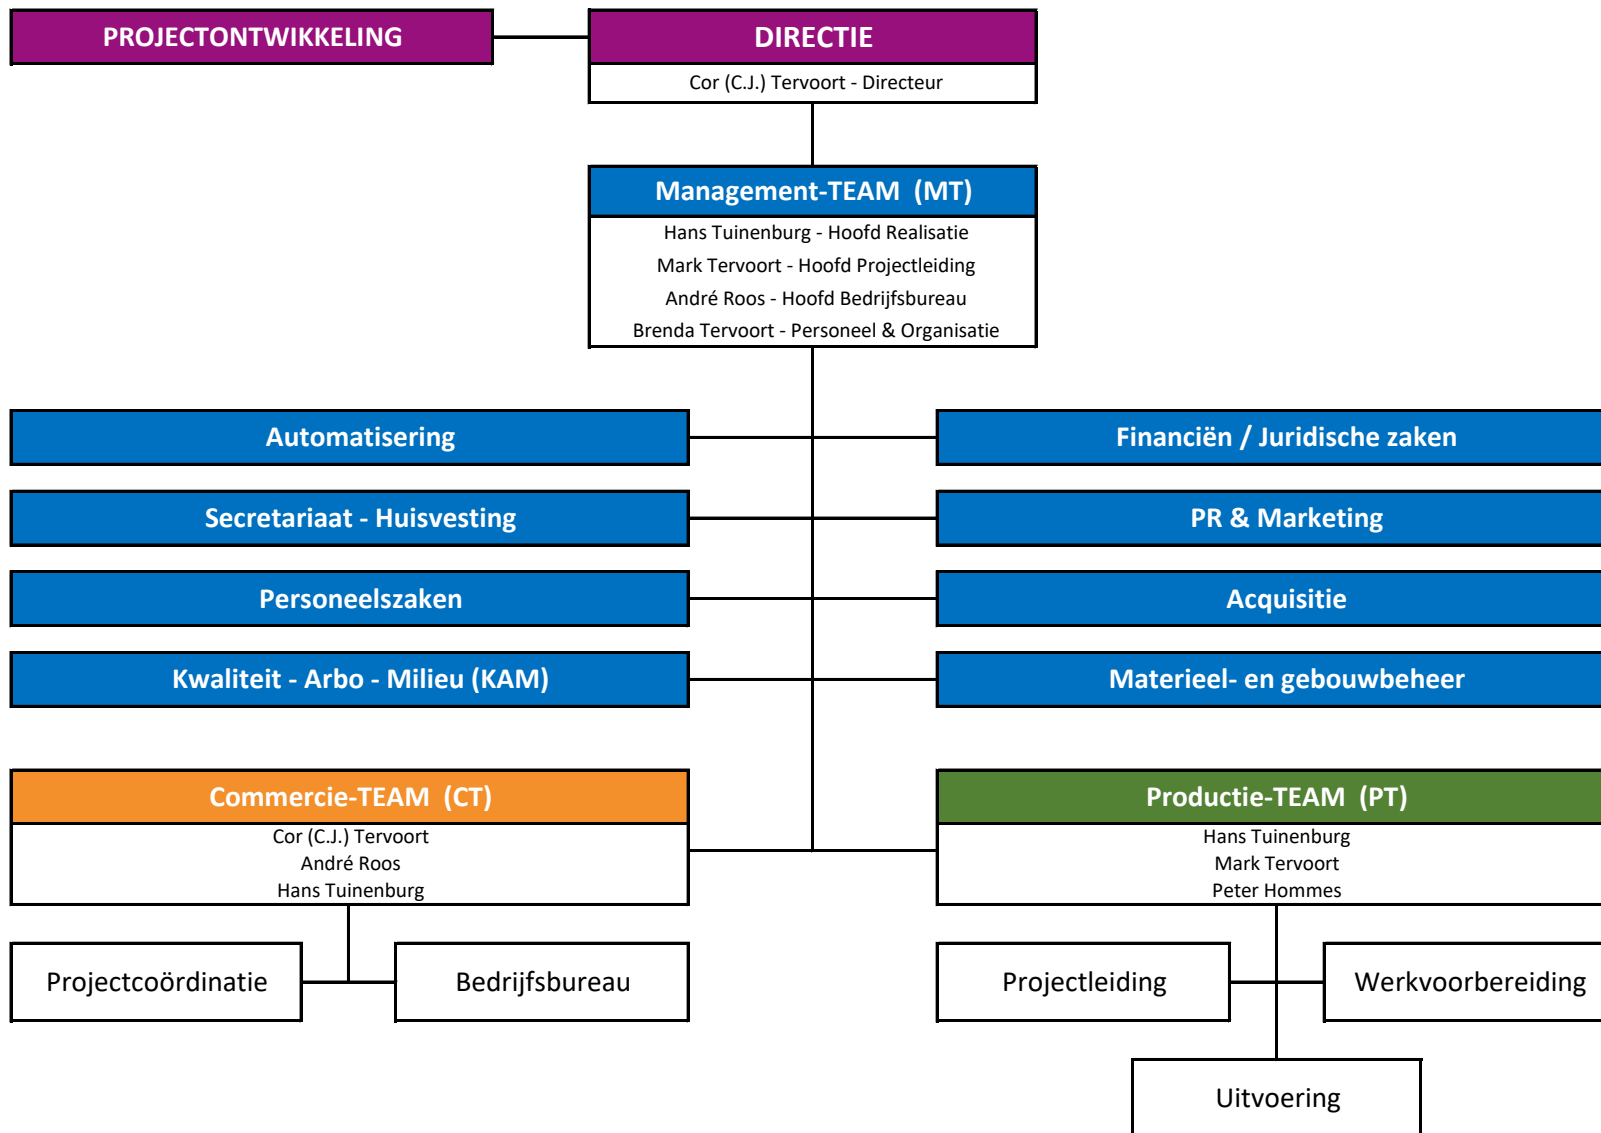 PROJECTONTWIKKELING
DIRECTIE
Cor (C.J.) Tervoort - Directeur
Management-TEAM (MT)
Hans Tuinenburg - Hoofd Realisatie
Mark Tervoort - Hoofd Projectleiding
André Roos - Hoofd Bedrijfsbureau
Brenda Tervoort - Personeel & Organisatie
Automatisering
Financiën / Juridische zaken
Secretariaat - Huisvesting
PR & Marketing
Personeelszaken
Acquisitie
Kwaliteit - Arbo - Milieu (KAM)
Materieel- en gebouwbeheer
Commercie-TEAM (CT)
Cor (C.J.) Tervoort
André Roos
Hans Tuinenburg
Productie-TEAM (PT)
Hans Tuinenburg
Mark Tervoort
Peter Hommes
Projectcoördinatie
Bedrijfsbureau
Projectleiding
Werkvoorbereiding
Uitvoering